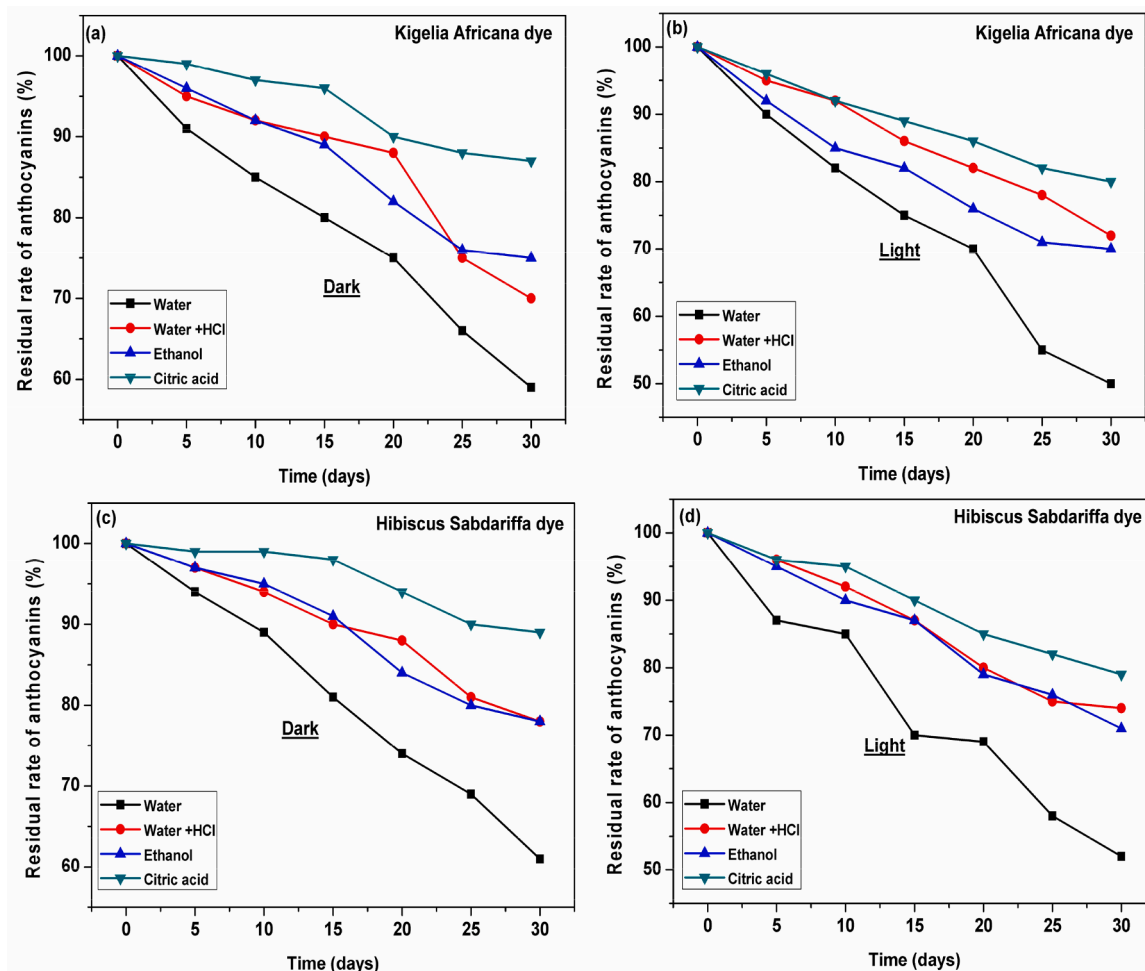 (a)
Kigelia Africana dye
Residual rate of anthocyanins (%)
100
90
80
70
60
Dark
Water
Water +HCl
Ethanol
Citric acid
0 5 10 15 20 25 30
Time (days)
(b)
Kigelia Africana dye
Residual rate of anthocyanins (%)
100
90
80
70
60
50
Light
Water
Water +HCl
Ethanol
Citric acid
0 5 10 15 20 25 30
Time (days)
(c)
Hibiscus Sabdariffa dye
Residual rate of anthocyanins (%)
100
90
80
70
60
Dark
Water
Water +HCl
Ethanol
Citric acid
0 5 10 15 20 25 30
Time (days)
(d)
Hibiscus Sabdariffa dye
Residual rate of anthocyanins (%)
100
90
80
70
60
50
Light
Water
Water +HCl
Ethanol
Citric acid
0 5 10 15 20 25 30
Time (days)